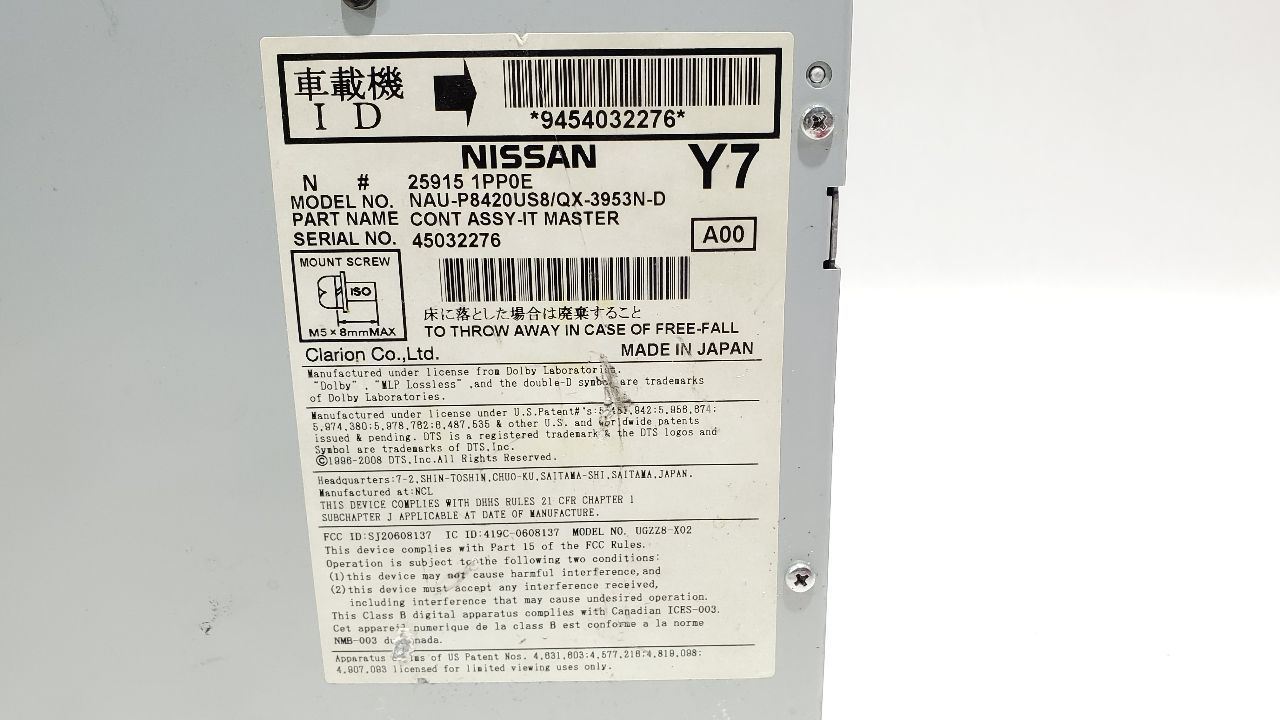 車載機
ID
*9454032276*
NISSAN
Y7
N # 25915 1PP0E
MODEL NO. NAU-P8420US8/QX-3953N-D
PART NAME CONT ASSY-IT MASTER
SERIAL NO. 45032276
A00
MOUNT SCREW
ISO
M5×8mmMAX
床に落とした場合は廃棄すること
TO THROW AWAY IN CASE OF FREE-FALL
Clarion Co.,Ltd.
MADE IN JAPAN
Manufactured under license from Dolby Laboratories.
"Dolby", "MLP Lossless" ,and the double-D symbol are trademarks
of Dolby Laboratories.
Manufactured under license under U.S.Patent#'s:5,451,942:5,956,674:
5,974,380:5,978,762:6,487,535 & other U.S. and worldwide patents
issued & pending. DTS is a registered trademark & the DTS logos and
Symbol are trademarks of DTS,Inc.
©1996-2008 DTS,Inc.All Rights Reserved.
Headquarters:7-2,SHIN-TOSHIN,CHUO-KU,SAITAMA-SHI,SAITAMA,JAPAN.
Manufactured at:NCL
THIS DEVICE COMPLIES WITH DHHS RULES 21 CFR CHAPTER 1
SUBCHAPTER J APPLICABLE AT DATE OF MANUFACTURE.
FCC ID:SJ20608137 IC ID:419C-0608137 MODEL NO. UGZZ8-X02
This device complies with Part 15 of the FCC Rules.
Operation is subject to the following two conditions:
(1)this device may not cause harmful interference,and
(2)this device must accept any interference received,
including interference that may cause undesired operation.
This Class B digital apparatus complies with Canadian ICES-003.
Cet appareil numerique de la class B est conforme a la norme
NMB-003 du Canada.
Apparatus claims of US Patent Nos. 4,631,603:4,577,216:4,819,098:
4,907,093 licensed for limited viewing uses only.